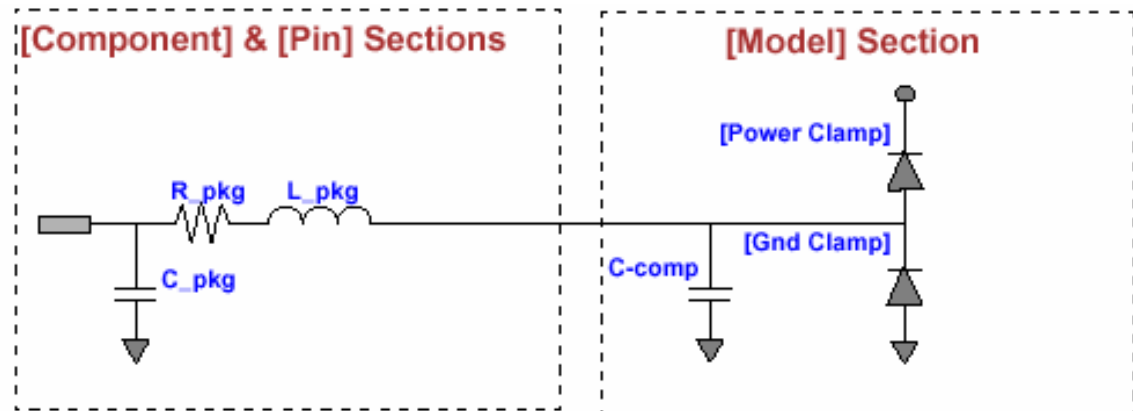 [Component] & [Pin] Sections
[Model] Section
[Power Clamp]
R_pkg
L_pkg
[Gnd Clamp]
C_pkg
C-comp